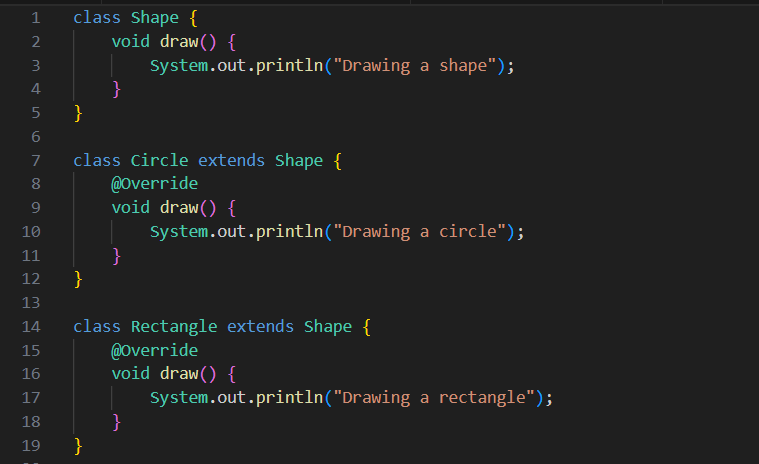 1 class Shape {
2     void draw() {
3         System.out.println("Drawing a shape");
4     }
5 }
6
7 class Circle extends Shape {
8     @Override
9     void draw() {
10         System.out.println("Drawing a circle");
11     }
12 }
13
14 class Rectangle extends Shape {
15     @Override
16     void draw() {
17         System.out.println("Drawing a rectangle");
18     }
19 }